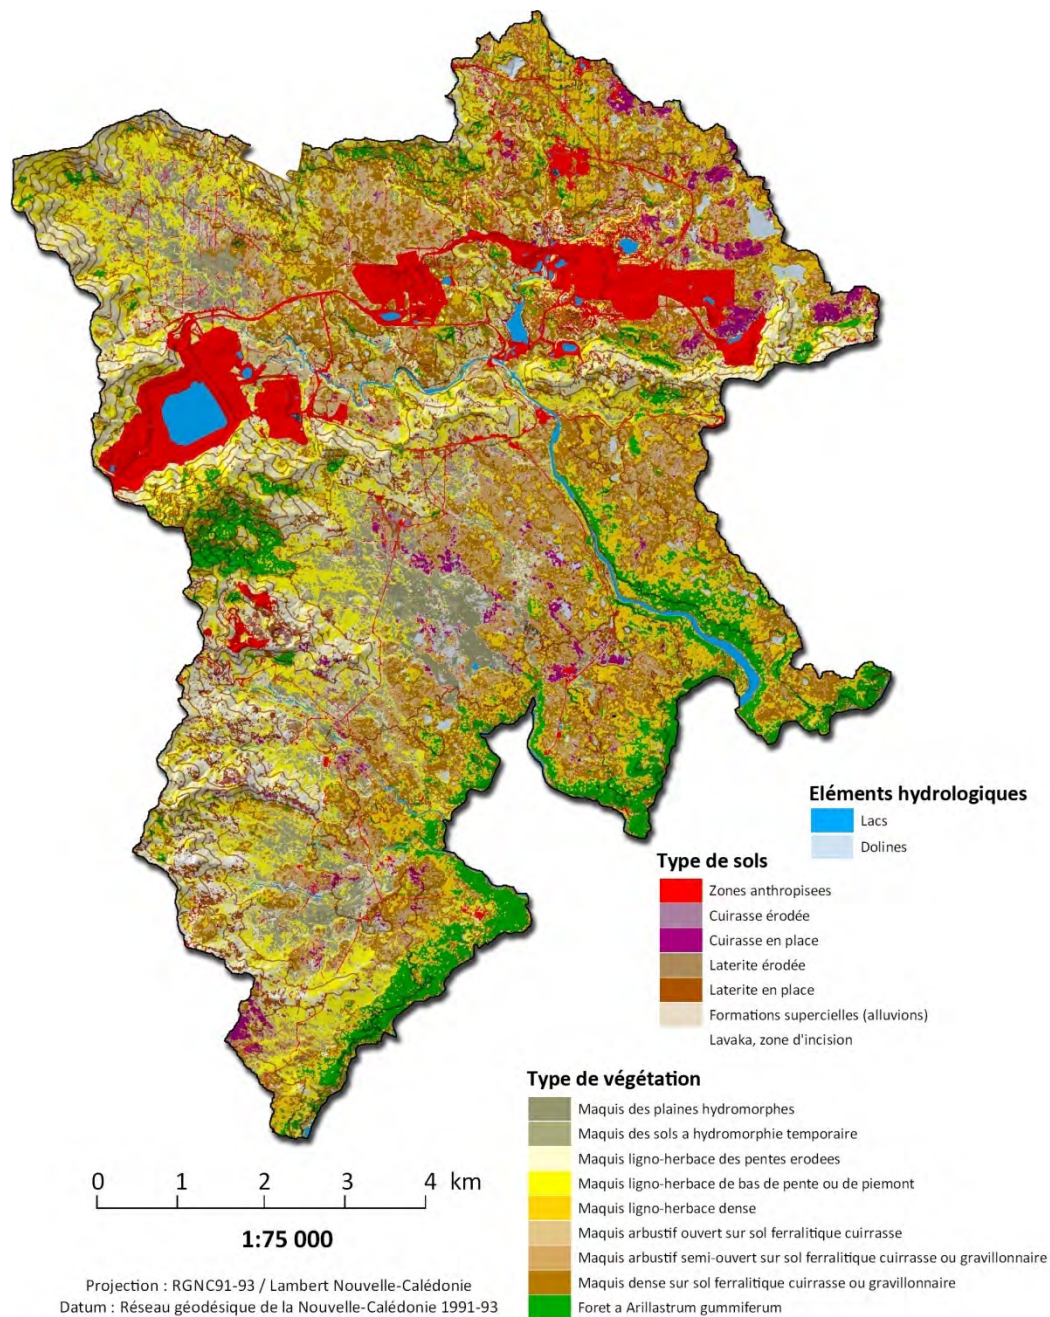 Eléments hydrologiques
Lacs
Dolines
Type de sols
Zones anthropisees
Cuirasse érodée
Cuirasse en place
Laterite érodée
Laterite en place
Formations supercielles (alluvions)
Lavaka, zone d'incision
Type de végétation
Maquis des plaines hydromorphes
Maquis des sols a hydromorphie temporaire
Maquis ligno-herbace des pentes erodees
Maquis ligno-herbace de bas de pente ou de piemont
Maquis ligno-herbace dense
Maquis arbustif ouvert sur sol ferralitique cuirrasse
Maquis arbustif semi-ouvert sur sol ferralitique cuirrasse ou gravillonnaire
Maquis dense sur sol ferralitique cuirrasse ou gravillonnaire
Foret a Arillastrum gummiferum
0 1 2 3 4 km
1:75 000
Projection : RGNC91-93 / Lambert Nouvelle-Calédonie
Datum : Réseau géodésique de la Nouvelle-Calédonie 1991-93